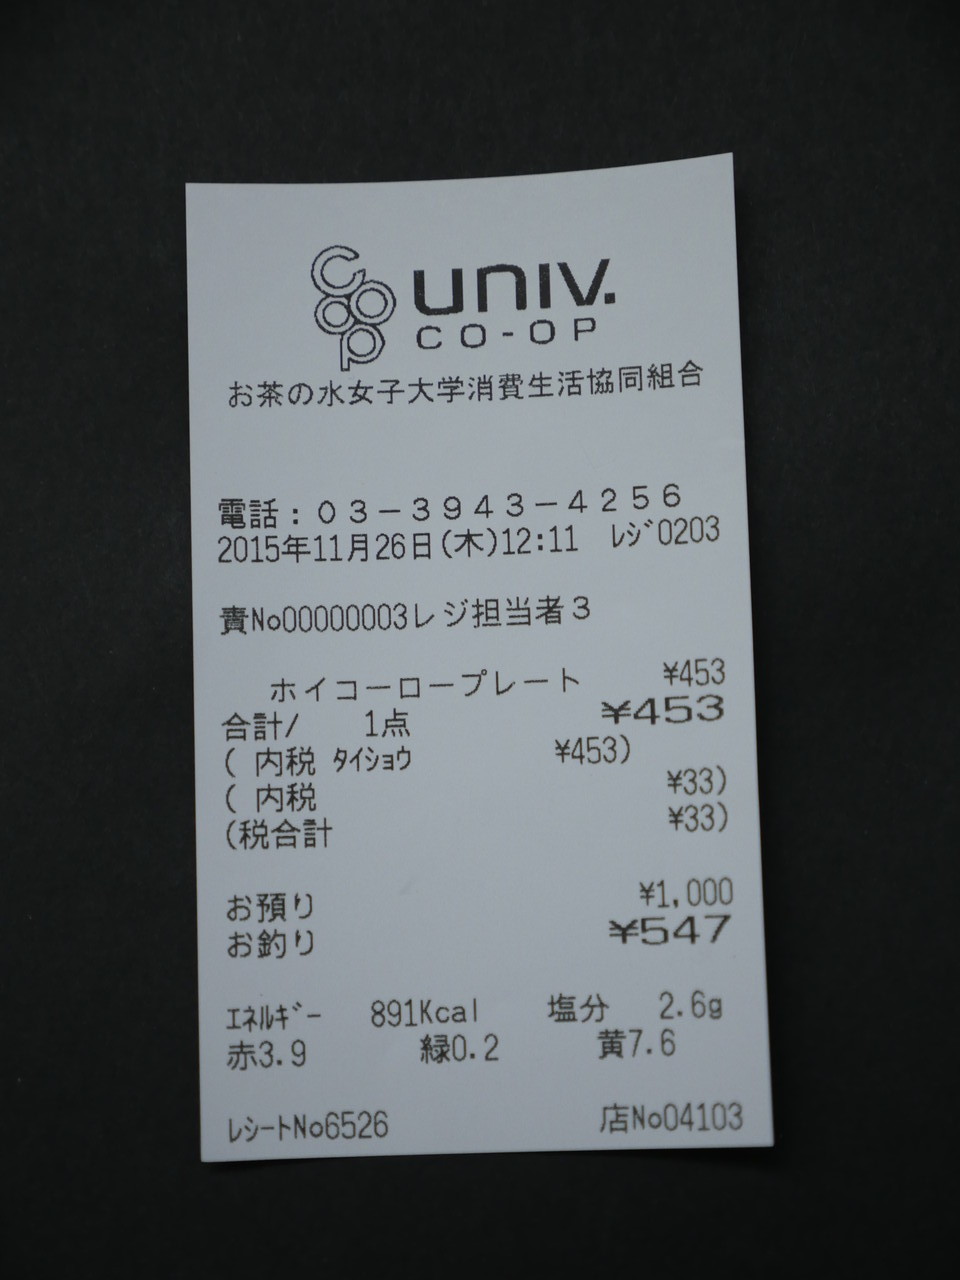 coop univ.
CO-OP
お茶の水女子大学消費生活協同組合
電話：０３－３９４３－４２５６
2015年11月26日(木)12:11 ﾚｼﾞ0203
責No00000003レジ担当者３
ホイコーロープレート ¥453
合計/ 1点 ¥453
( 内税 ﾀｲｼｮｳ ¥453)
( 内税 ¥33)
(税合計 ¥33)
お預り ¥1,000
お釣り ¥547
ｴﾈﾙｷﾞｰ 891Kcal 塩分 2.6g
赤3.9 緑0.2 黄7.6
ﾚｼｰﾄNo6526 店No04103